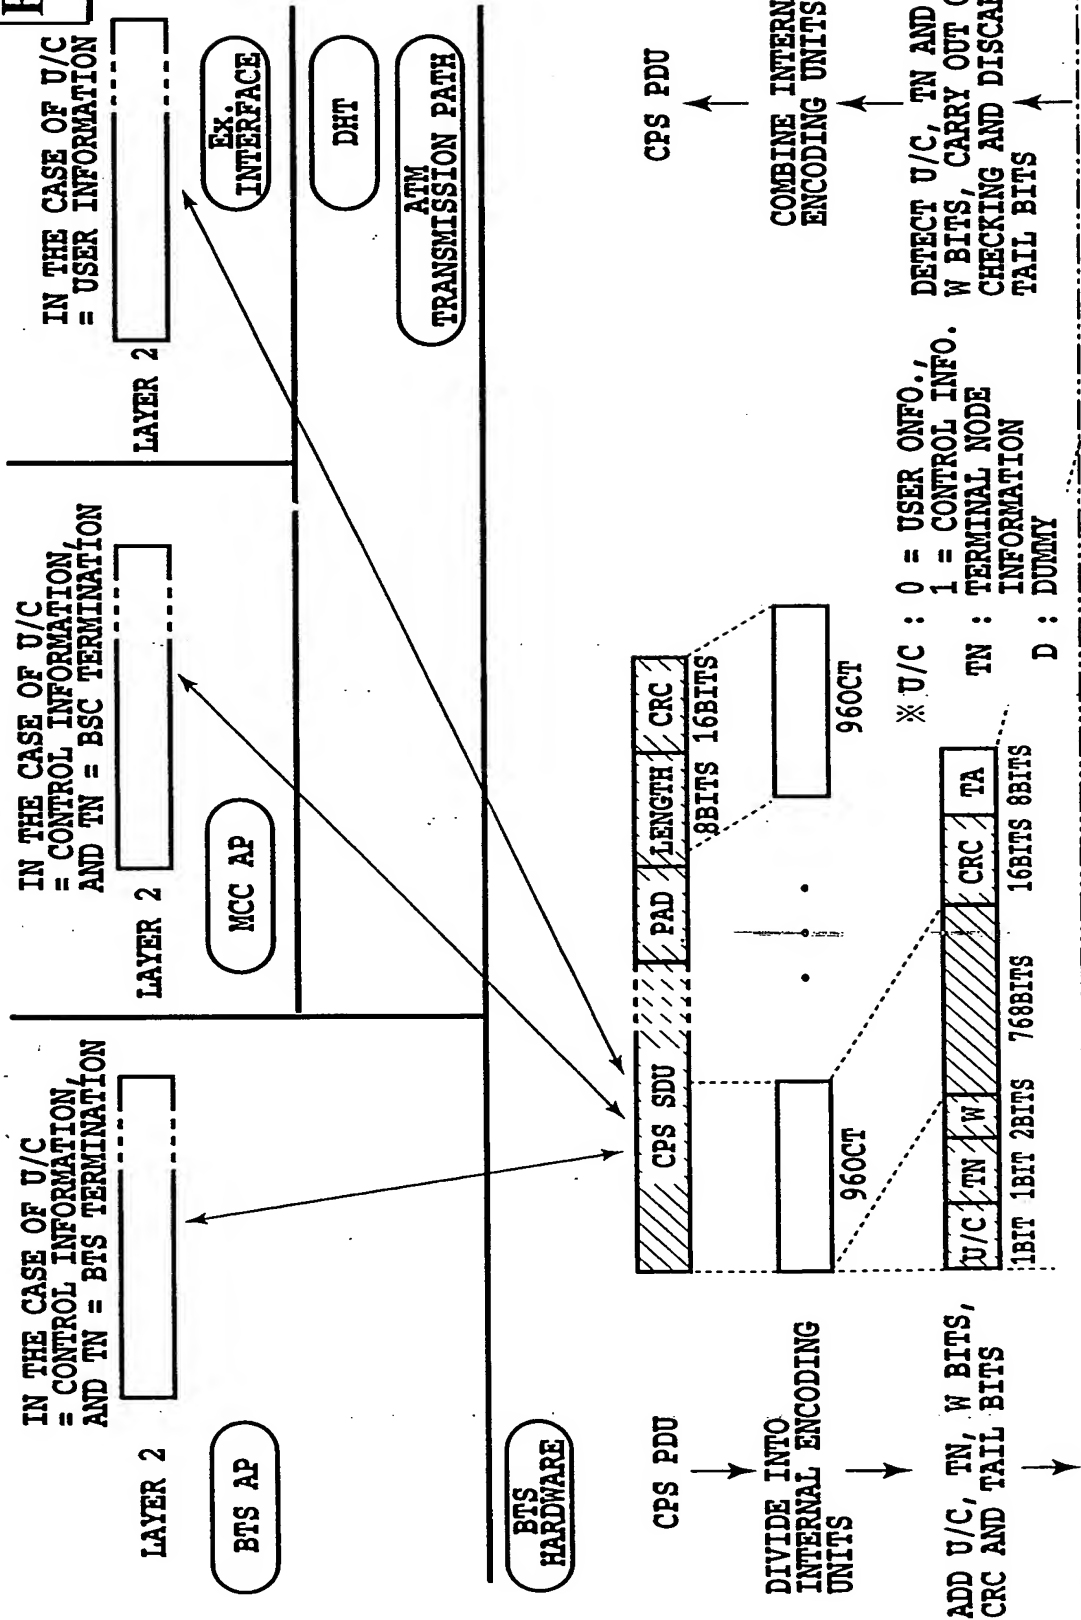 IN THE CASE OF U/C
= CONTROL INFORMATION,
AND TN = BTS TERMINATION
LAYER 2
BTS AP
IN THE CASE OF U/C
= CONTROL INFORMATION,
AND TN = BSC TERMINATION
LAYER 2
MCC AP
IN THE CASE OF U/C
= USER INFORMATION
LAYER 2
Ex.
INTERFACE
DHT
ATM
TRANSMISSION PATH
BTS
HARDWARE
CPS PDU
DIVIDE INTO
INTERNAL ENCODING
UNITS
ADD U/C, TN, W BITS,
CRC AND TAIL BITS
CPS SDU PAD LENGTH CRC
8BITS 16BITS
96OCT
96OCT
U/C TN W CRC TA
1BIT 1BIT 2BITS 768BITS 16BITS 8BITS
※U/C : 0 = USER ONFO.,
1 = CONTROL INFO.
TN : TERMINAL NODE
INFORMATION
D : DUMMY
CPS PDU
COMBINE INTERN
ENCODING UNITS
DETECT U/C, TN AND
W BITS, CARRY OUT
CHECKING AND DISCA
TAIL BITS